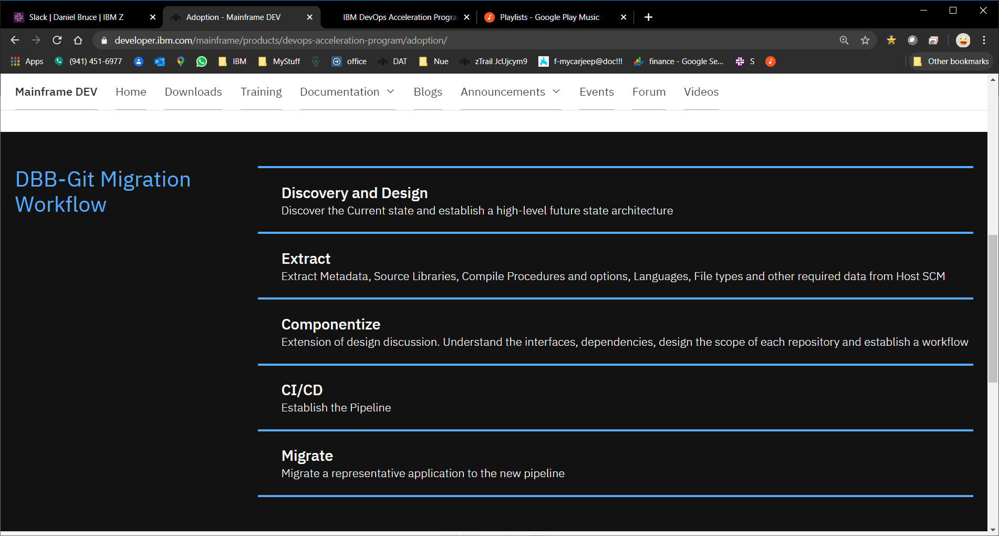 Slack | Daniel Bruce | IBM Z
Adoption - Mainframe DEV
IBM DevOps Acceleration Progra
Playlists - Google Play Music
developer.ibm.com/mainframe/products/devops-acceleration-program/adoption/
Apps
(941) 451-6977
IBM
MyStuff
office
DAT
Nue
zTrail JcUjcym9
f-mycarjeep@doc!!!
finance - Google Se...
S
Other bookmarks
Mainframe DEV
Home
Downloads
Training
Documentation
Blogs
Announcements
Events
Forum
Videos
DBB-Git Migration
Workflow
Discovery and Design
Discover the Current state and establish a high-level future state architecture
Extract
Extract Metadata, Source Libraries, Compile Procedures and options, Languages, File types and other required data from Host SCM
Componentize
Extension of design discussion. Understand the interfaces, dependencies, design the scope of each repository and establish a workflow
CI/CD
Establish the Pipeline
Migrate
Migrate a representative application to the new pipeline